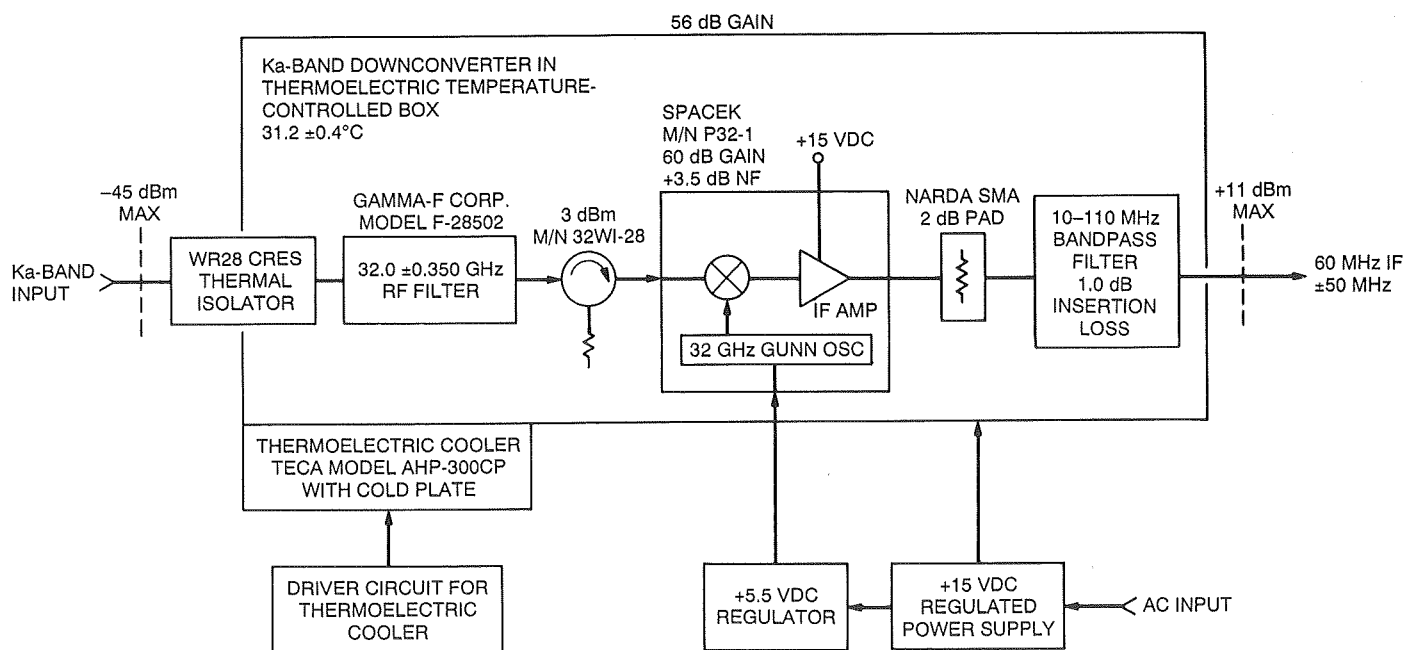 56 dB GAIN
Ka-BAND DOWNCONVERTER IN
THERMOELECTRIC TEMPERATURE-
CONTROLLED BOX
31.2 ±0.4°C
SPACEK
M/N P32-1
60 dB GAIN
+3.5 dB NF
+15 VDC
–45 dBm
MAX
GAMMA-F CORP.
MODEL F-28502
3 dBm
M/N 32WI-28
NARDA SMA
2 dB PAD
+11 dBm
MAX
Ka-BAND
INPUT
WR28 CRES
THERMAL
ISOLATOR
32.0 ±0.350 GHz
RF FILTER
IF AMP
32 GHz GUNN OSC
10–110 MHz
BANDPASS
FILTER
1.0 dB
INSERTION
LOSS
60 MHz IF
±50 MHz
THERMOELECTRIC COOLER
TECA MODEL AHP-300CP
WITH COLD PLATE
DRIVER CIRCUIT FOR
THERMOELECTRIC
COOLER
+5.5 VDC
REGULATOR
+15 VDC
REGULATED
POWER SUPPLY
AC INPUT